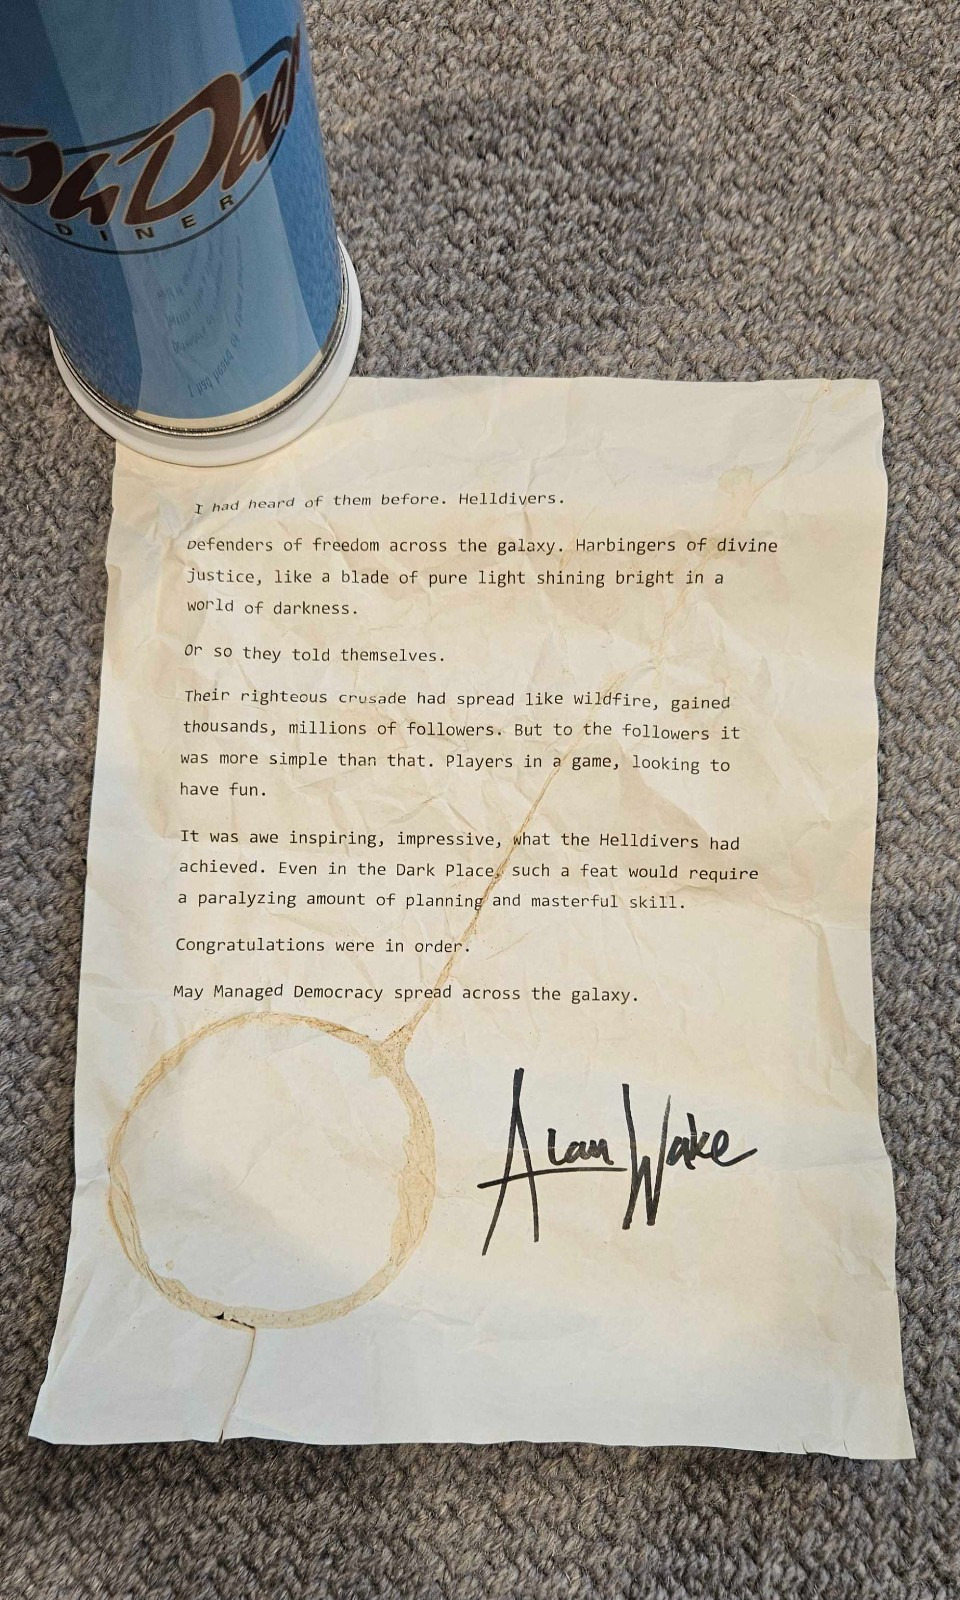 DINER
I had heard of them before. Helldivers.
Defenders of freedom across the galaxy. Harbingers of divine
justice, like a blade of pure light shining bright in a
world of darkness.
Or so they told themselves.
Their righteous crusade had spread like wildfire, gained
thousands, millions of followers. But to the followers it
was more simple than that. Players in a game, looking to
have fun.
It was awe inspiring, impressive, what the Helldivers had
achieved. Even in the Dark Place, such a feat would require
a paralyzing amount of planning and masterful skill.
Congratulations were in order.
May Managed Democracy spread across the galaxy.
Alan Wake